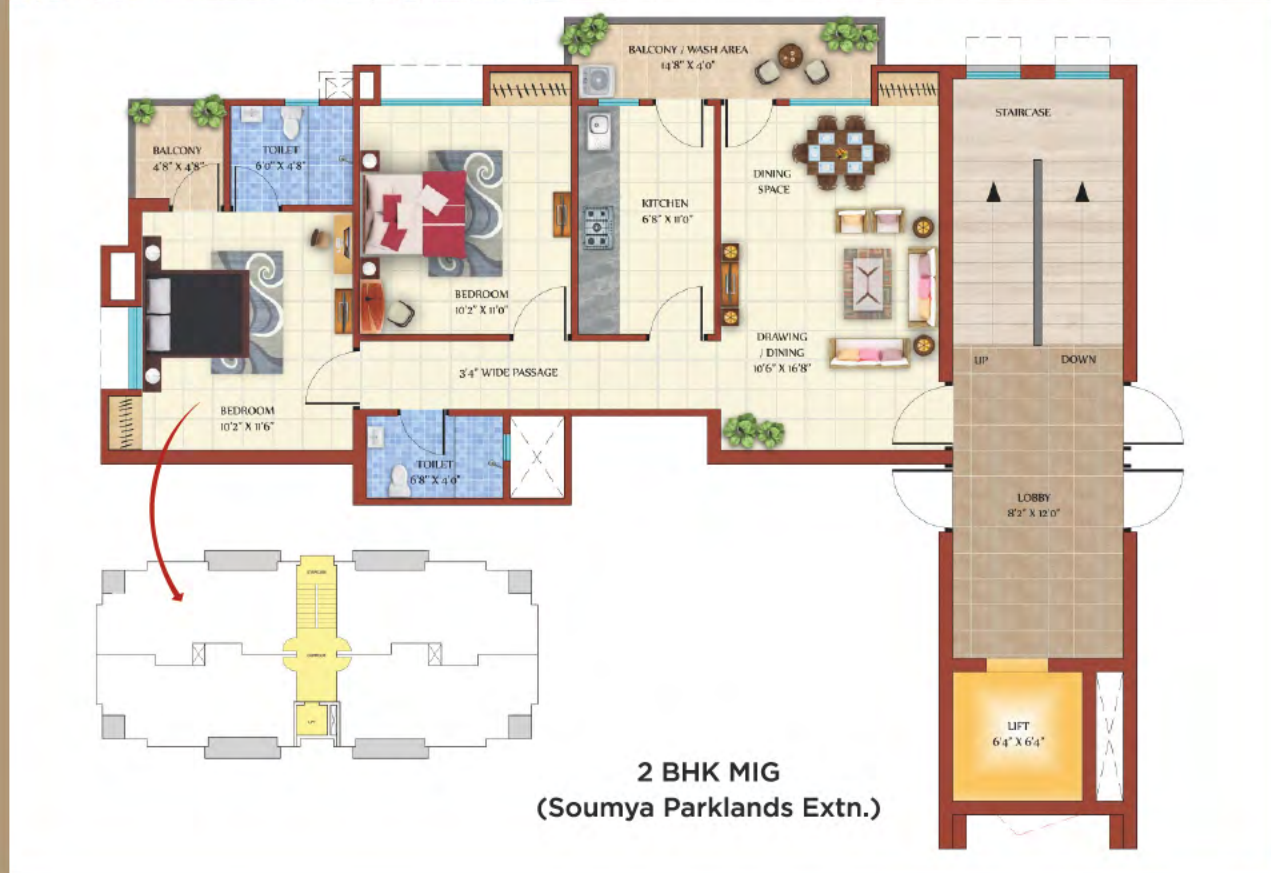 BALCONY / WASH AREA
14'8" X 4'0"
STAIRCASE
BALCONY
4'8" X 4'8"
TOILET
6'0" X 4'8"
DINING
SPACE
KITCHEN
6'8" X 11'0"
BEDROOM
10'2" X 11'0"
DRAWING
/ DINING
10'6" X 16'8"
UP
DOWN
3'4" WIDE PASSAGE
BEDROOM
10'2" X 11'6"
TOILET
6'8" X 4'0"
LOBBY
8'2" X 12'0"
LIFT
6'4" X 6'4"
2 BHK MIG
(Soumya Parklands Extn.)